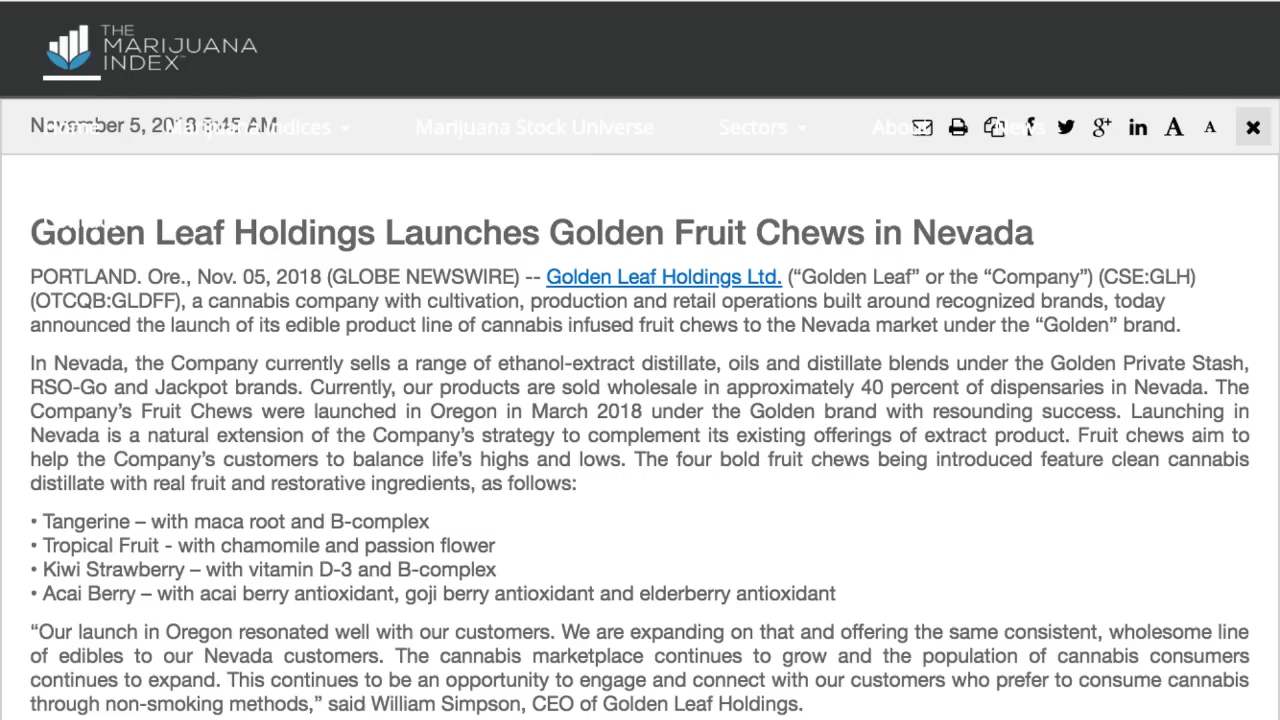 THE
MARIJUANA
INDEX™
November 5, 2018 8:45 AM
Home Marijuana Indices Marijuana Stock Universe Sectors About News
Golden Leaf Holdings Launches Golden Fruit Chews in Nevada
PORTLAND. Ore., Nov. 05, 2018 (GLOBE NEWSWIRE) -- Golden Leaf Holdings Ltd. (“Golden Leaf” or the “Company”) (CSE:GLH)
(OTCQB:GLDFF), a cannabis company with cultivation, production and retail operations built around recognized brands, today
announced the launch of its edible product line of cannabis infused fruit chews to the Nevada market under the “Golden” brand.
In Nevada, the Company currently sells a range of ethanol-extract distillate, oils and distillate blends under the Golden Private Stash,
RSO-Go and Jackpot brands. Currently, our products are sold wholesale in approximately 40 percent of dispensaries in Nevada. The
Company’s Fruit Chews were launched in Oregon in March 2018 under the Golden brand with resounding success. Launching in
Nevada is a natural extension of the Company’s strategy to complement its existing offerings of extract product. Fruit chews aim to
help the Company’s customers to balance life’s highs and lows. The four bold fruit chews being introduced feature clean cannabis
distillate with real fruit and restorative ingredients, as follows:
• Tangerine – with maca root and B-complex
• Tropical Fruit - with chamomile and passion flower
• Kiwi Strawberry – with vitamin D-3 and B-complex
• Acai Berry – with acai berry antioxidant, goji berry antioxidant and elderberry antioxidant
“Our launch in Oregon resonated well with our customers. We are expanding on that and offering the same consistent, wholesome line
of edibles to our Nevada customers. The cannabis marketplace continues to grow and the population of cannabis consumers
continues to expand. This continues to be an opportunity to engage and connect with our customers who prefer to consume cannabis
through non-smoking methods,” said William Simpson, CEO of Golden Leaf Holdings.